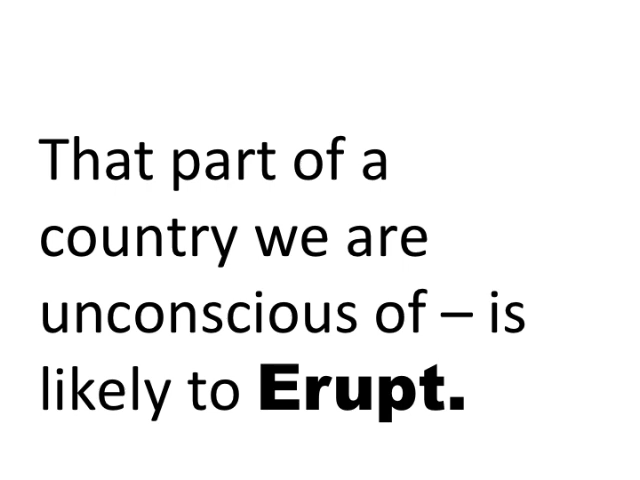 That part of a
country we are
unconscious of – is
likely to Erupt.